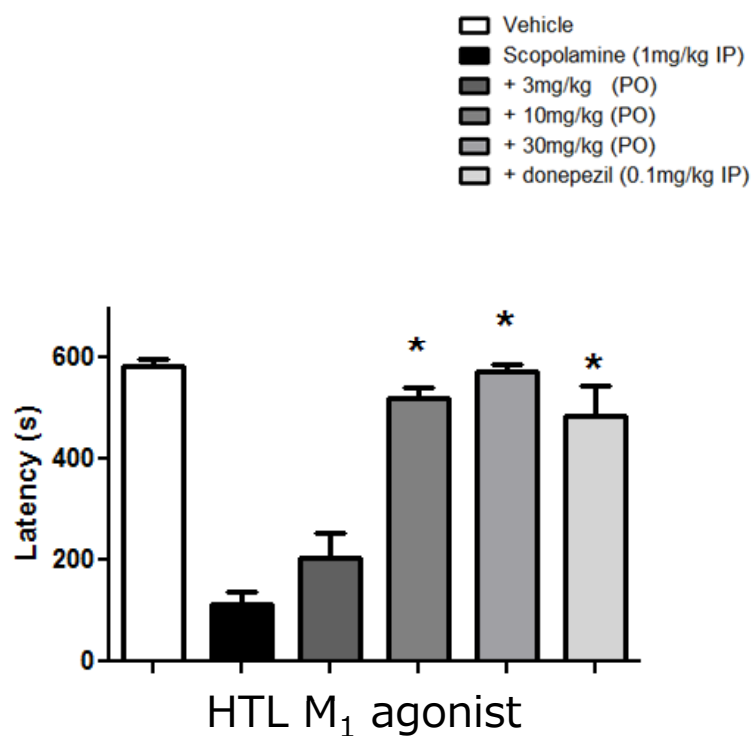 Vehicle
Scopolamine (1mg/kg IP)
+ 3mg/kg (PO)
+ 10mg/kg (PO)
+ 30mg/kg (PO)
+ donepezil (0.1mg/kg IP)
*
*
*
600
400
200
0
Latency (s)
HTL M₁ agonist